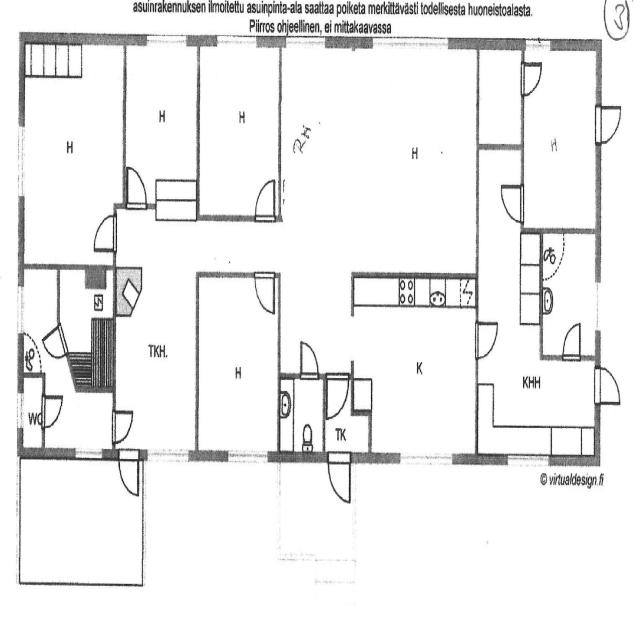 asuinrakennuksen ilmoitettu asuinpinta-ala saattaa poiketa merkittävästi todellisesta huoneistoalasta.
Piirros ohjeellinen, ei mittakaavassa
3
H
H
H
RH.
H
H
TKH.
H
K
KHH
WC
TK
© virtualdesign.fi